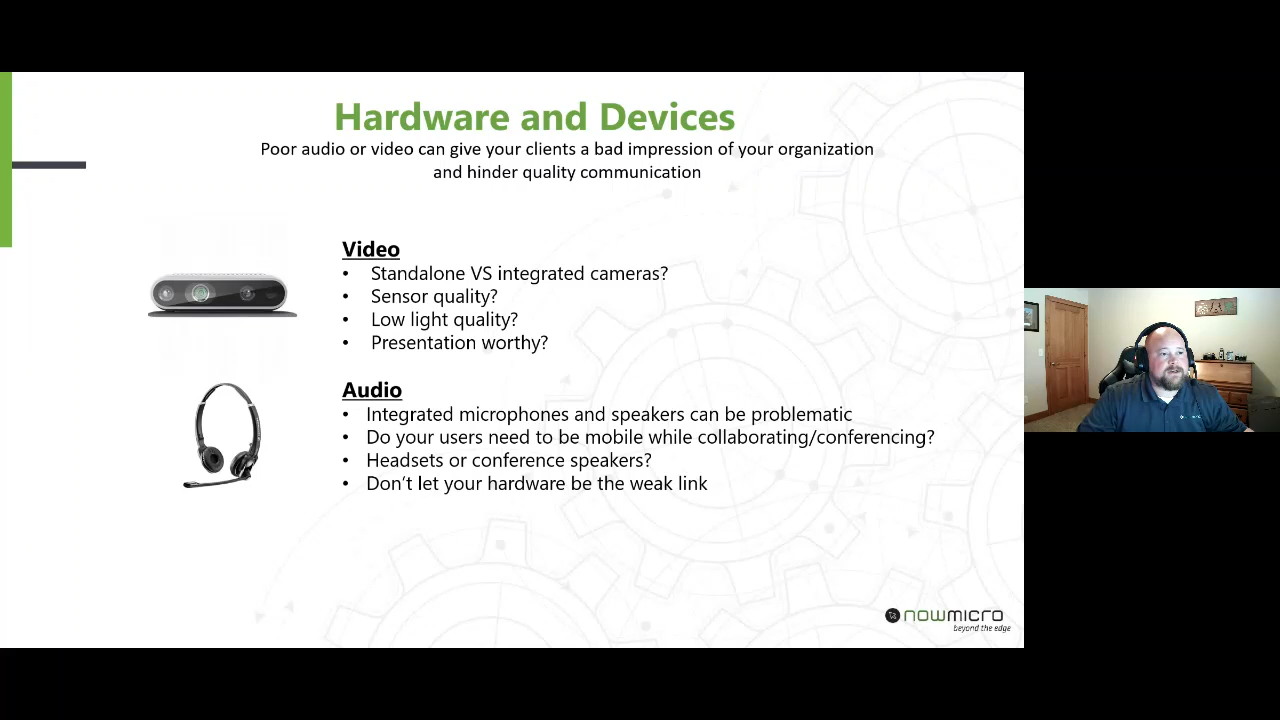 Hardware and Devices
Poor audio or video can give your clients a bad impression of your organization
and hinder quality communication
Video
• Standalone VS integrated cameras?
• Sensor quality?
• Low light quality?
• Presentation worthy?
Audio
• Integrated microphones and speakers can be problematic
• Do your users need to be mobile while collaborating/conferencing?
• Headsets or conference speakers?
• Don't let your hardware be the weak link
nowmicro
beyond the edge